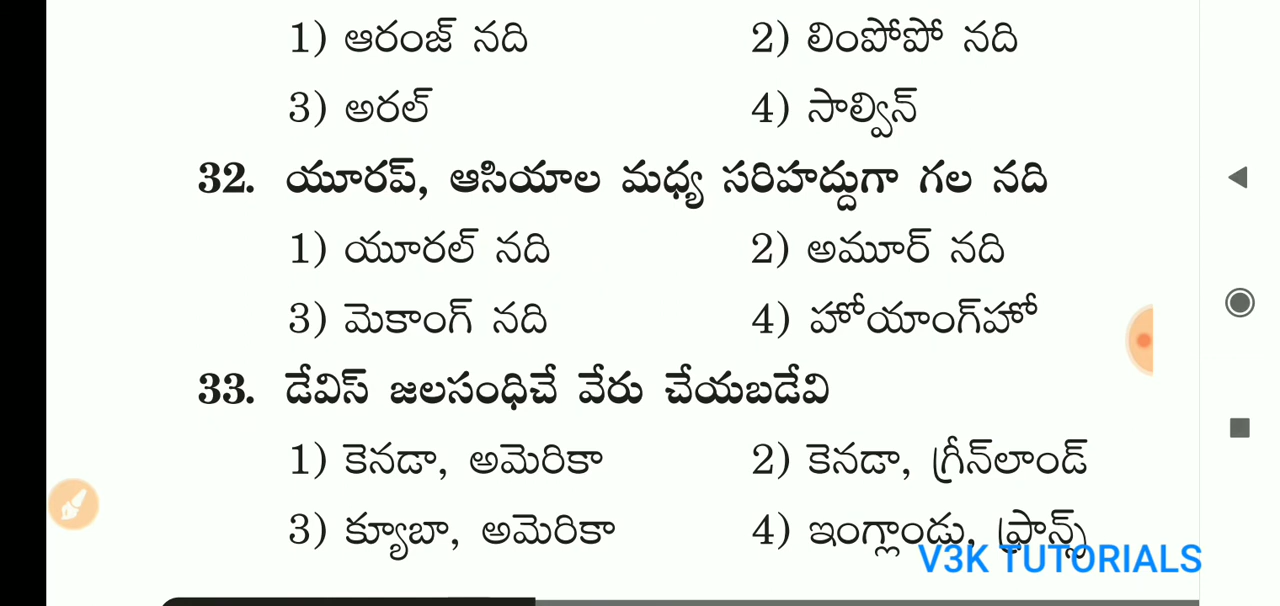 1) ఆరంజ్ నది 2) లింపోపో నది
3) అరల్ 4) సాల్విన్
32. యూరప్, ఆసియాల మధ్య సరిహద్దుగా గల నది
1) యూరల్ నది 2) అమూర్ నది
3) మెకాంగ్ నది 4) హోయాంగ్‌హో
33. డేవిస్ జలసంధిచే వేరు చేయబడేవి
1) కెనడా, అమెరికా 2) కెనడా, గ్రీన్‌లాండ్
3) క్యూబా, అమెరికా 4) ఇంగ్లాండు, ఫ్రాన్స్
V3K TUTORIALS